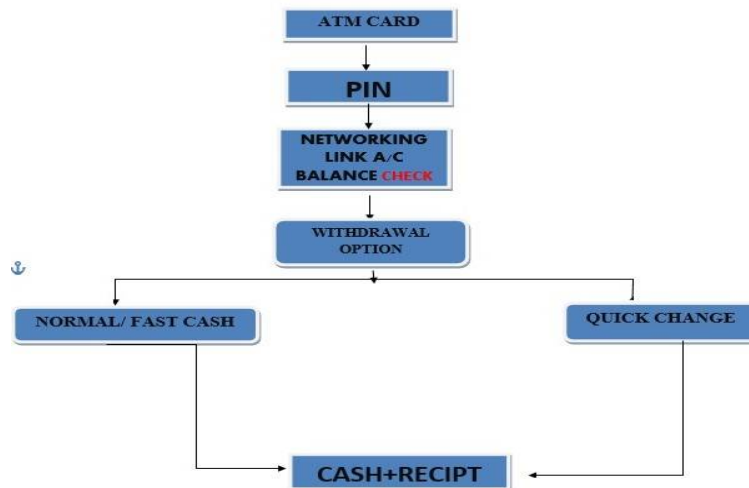 ATM CARD
PIN
NETWORKING
LINK A/C
BALANCE CHECK
WITHDRAWAL
OPTION
NORMAL/ FAST CASH
QUICK CHANGE
CASH+RECIPT